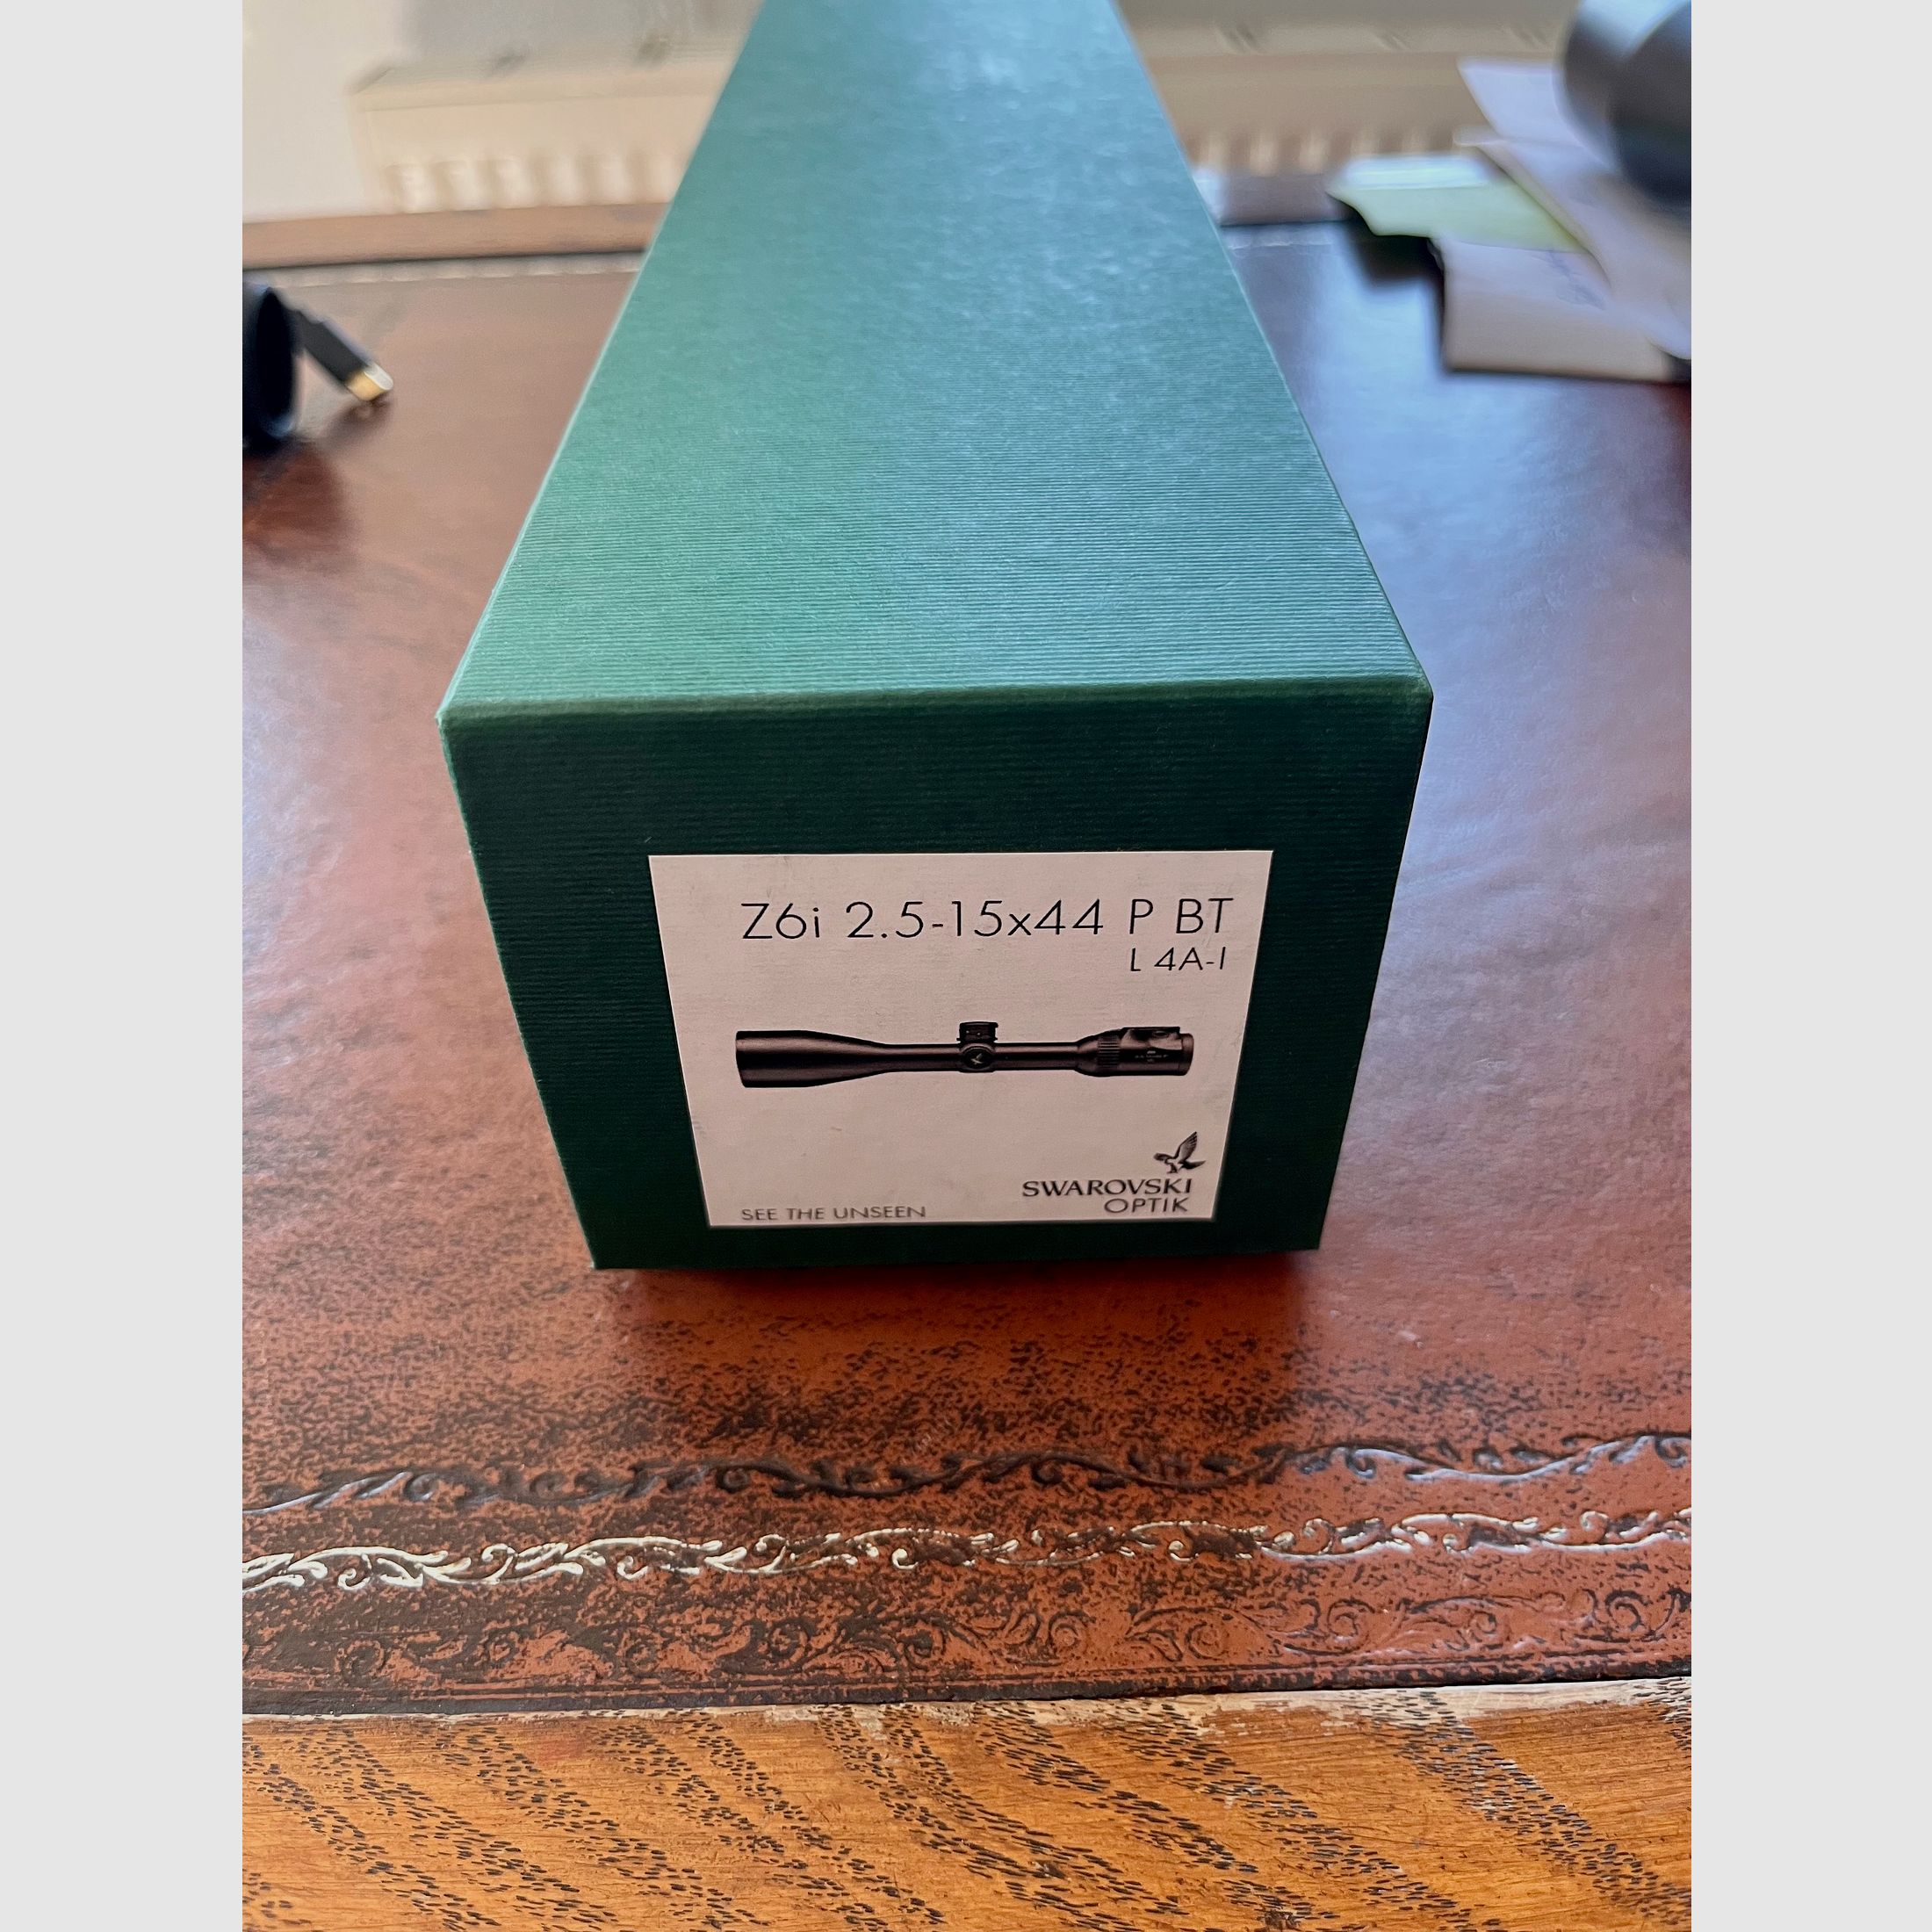 Z6i 2.5-15x44 P BT
L 4A-I
SEE THE UNSEEN
SWAROVSKI
OPTIK